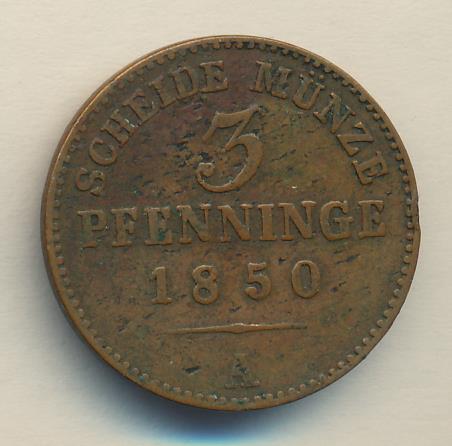 SCHEIDE MÜNZE
3
PFENNINGE
1850
A